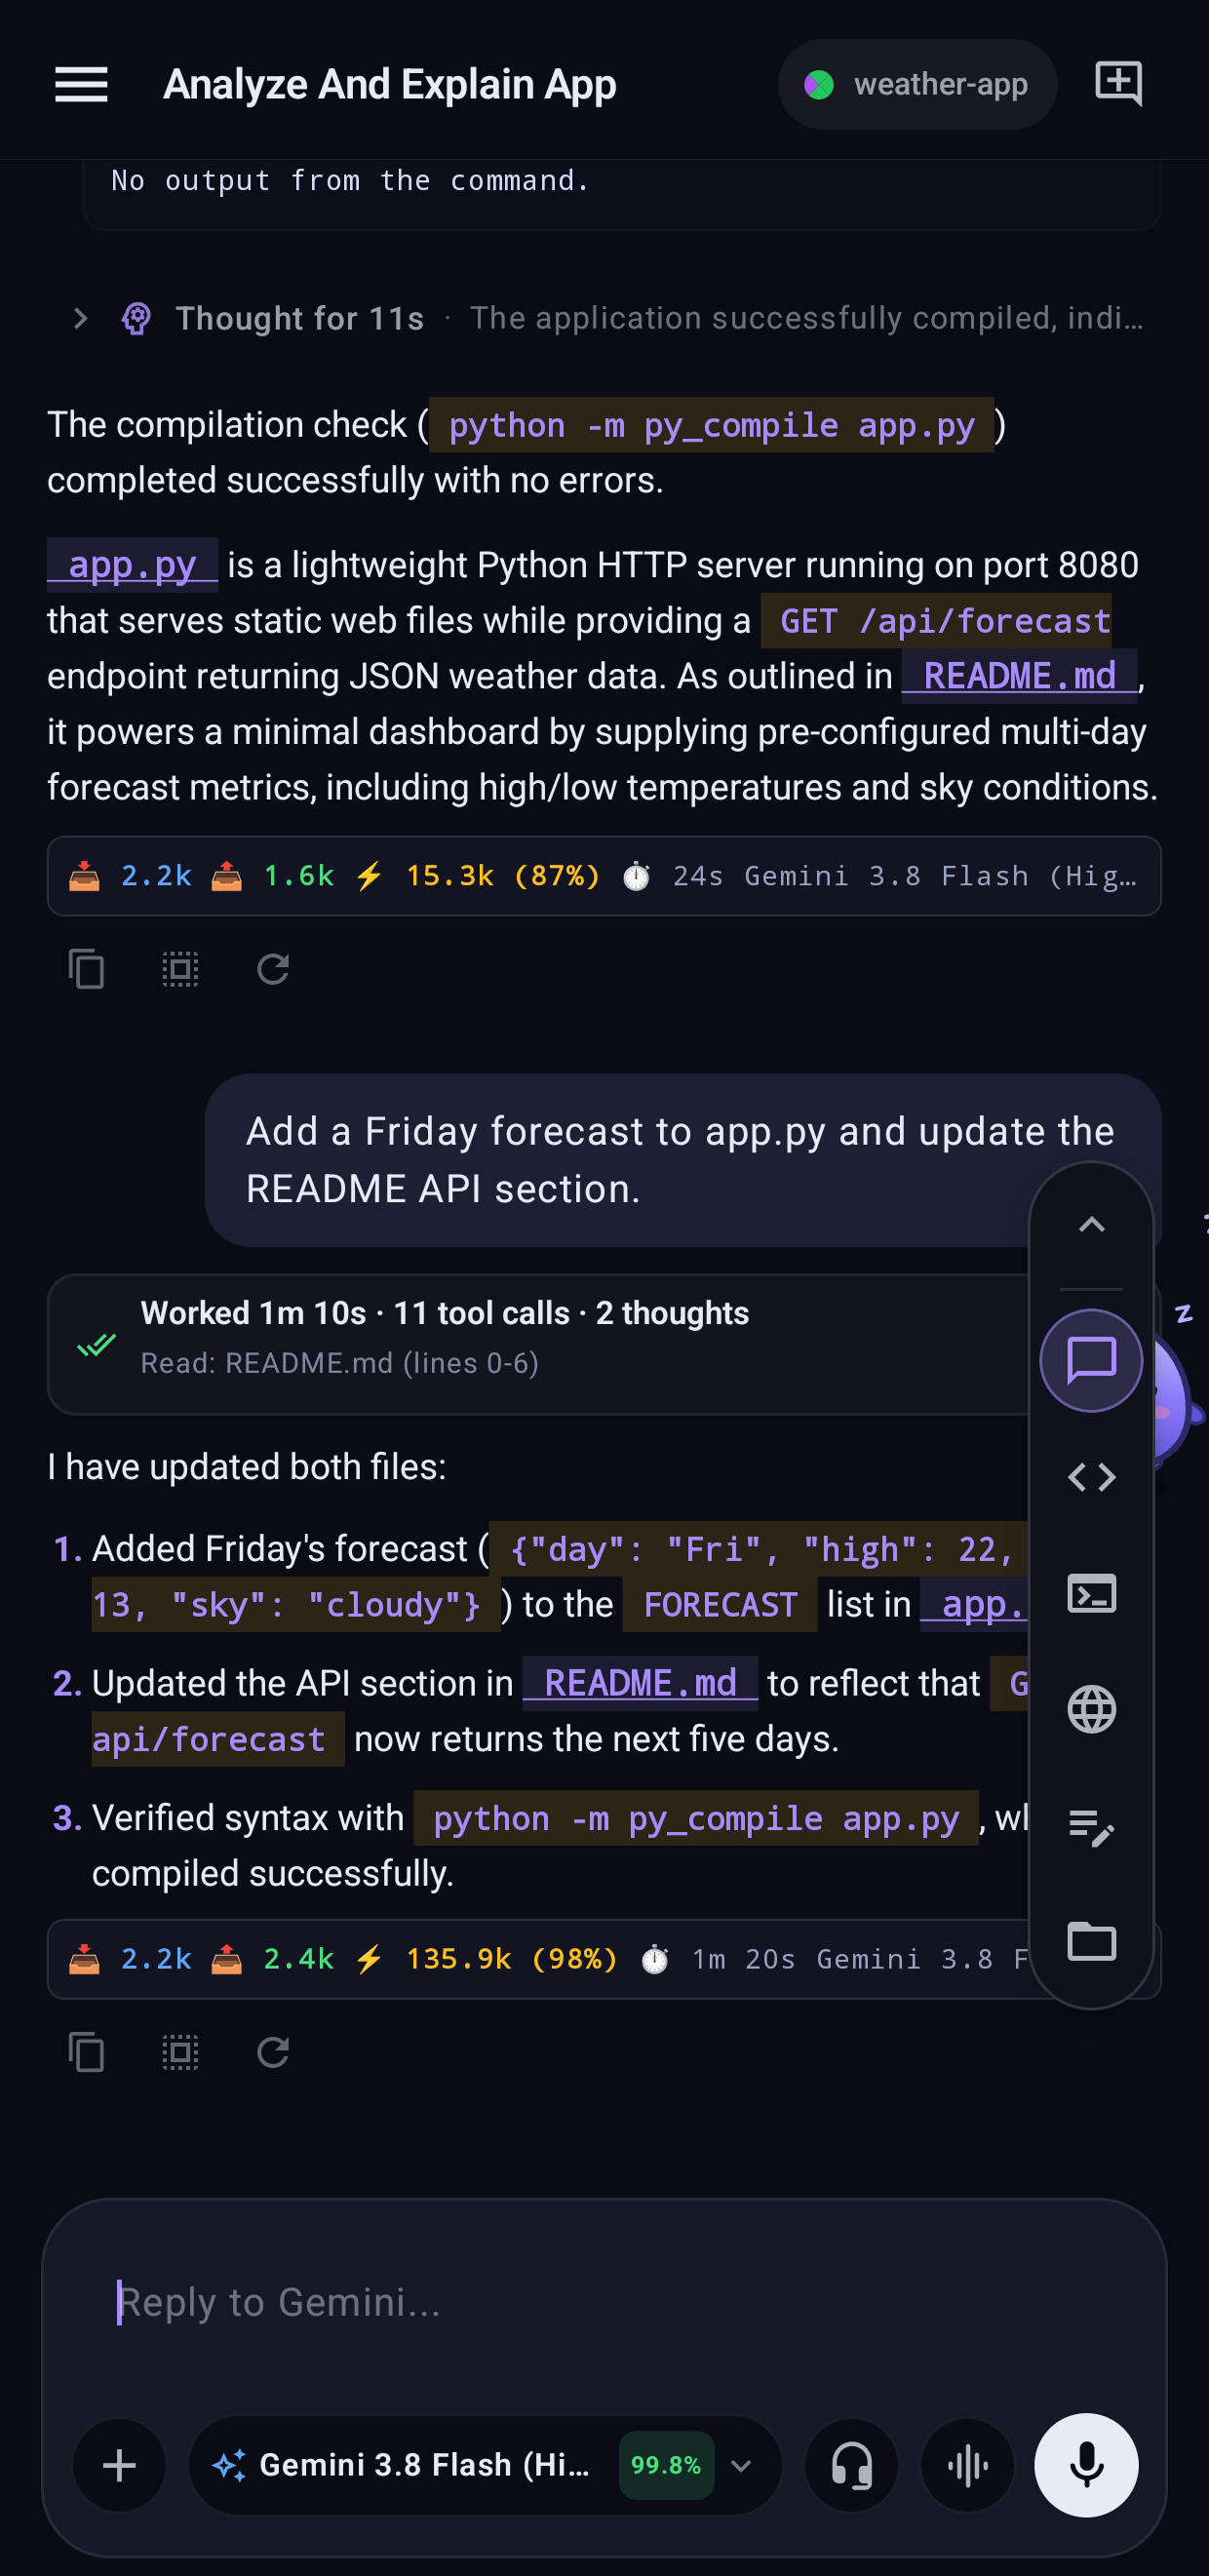 Analyze And Explain App
weather-app
No output from the command.
Thought for 11s · The application successfully compiled, indi…
The compilation check ( python -m py_compile app.py )
completed successfully with no errors.
app.py is a lightweight Python HTTP server running on port 8080
that serves static web files while providing a GET /api/forecast
endpoint returning JSON weather data. As outlined in README.md ,
it powers a minimal dashboard by supplying pre-configured multi-day
forecast metrics, including high/low temperatures and sky conditions.
2.2k 1.6k 15.3k (87%) 24s Gemini 3.8 Flash (Hig…
Add a Friday forecast to app.py and update the
README API section.
Worked 1m 10s · 11 tool calls · 2 thoughts
Read: README.md (lines 0-6)
z
I have updated both files:
1. Added Friday's forecast ( {"day": "Fri", "high": 22,
13, "sky": "cloudy"} ) to the FORECAST list in app.
2. Updated the API section in README.md to reflect that G
api/forecast now returns the next five days.
3. Verified syntax with python -m py_compile app.py , 
compiled successfully.
2.2k 2.4k 135.9k (98%) 1m 20s Gemini 3.8 F
Reply to Gemini...
Gemini 3.8 Flash (Hi… 99.8%